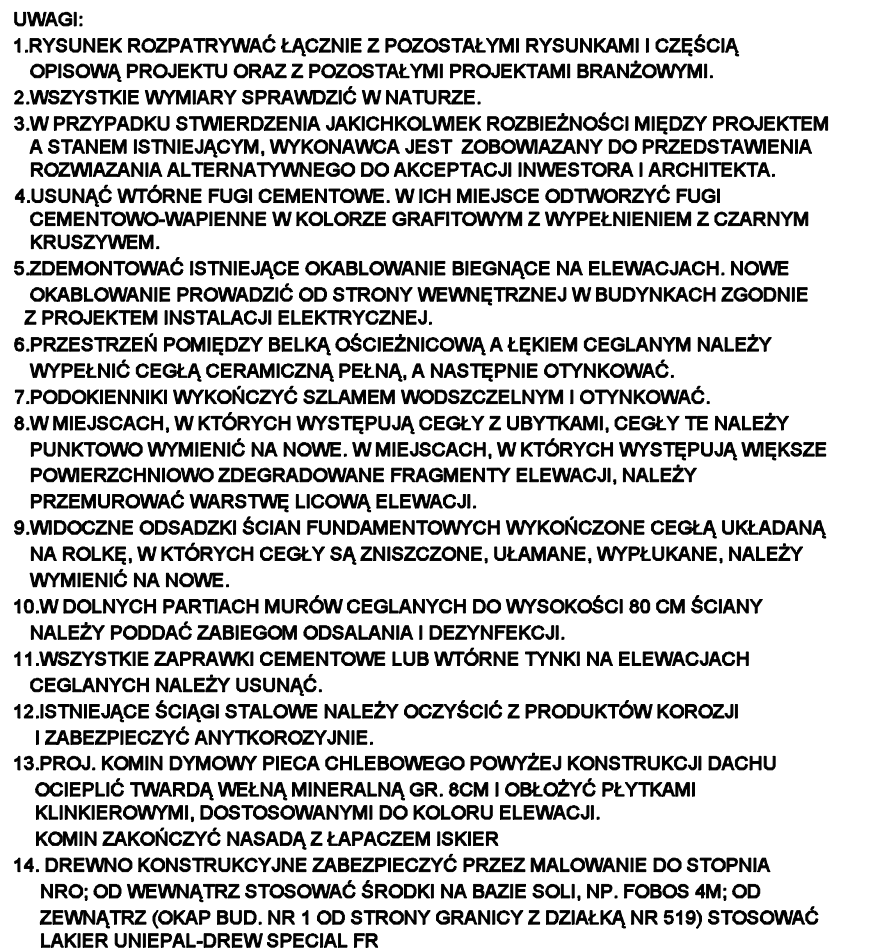 UWAGI:
1.RYSUNEK ROZPATRYWAĆ ŁĄCZNIE Z POZOSTAŁYMI RYSUNKAMI I CZĘŚCIĄ
OPISOWĄ PROJEKTU ORAZ Z POZOSTAŁYMI PROJEKTAMI BRANŻOWYMI.
2.WSZYSTKIE WYMIARY SPRAWDZIĆ W NATURZE.
3.W PRZYPADKU STWIERDZENIA JAKICHKOLWIEK ROZBIEŻNOŚCI MIĘDZY PROJEKTEM
A STANEM ISTNIEJĄCYM, WYKONAWCA JEST ZOBOWIAZANY DO PRZEDSTAWIENIA
ROZWIAZANIA ALTERNATYWNEGO DO AKCEPTACJI INWESTORA I ARCHITEKTA.
4.USUNĄĆ WTÓRNE FUGI CEMENTOWE. W ICH MIEJSCE ODTWORZYĆ FUGI
CEMENTOWO-WAPIENNE W KOLORZE GRAFITOWYM Z WYPEŁNIENIEM Z CZARNYM
KRUSZYWEM.
5.ZDEMONTOWAĆ ISTNIEJĄCE OKABLOWANIE BIEGNĄCE NA ELEWACJACH. NOWE
OKABLOWANIE PROWADZIĆ OD STRONY WEWNĘTRZNEJ W BUDYNKACH ZGODNIE
Z PROJEKTEM INSTALACJI ELEKTRYCZNEJ.
6.PRZESTRZEŃ POMIĘDZY BELKĄ OŚCIEŻNICOWĄ A ŁĘKIEM CEGLANYM NALEŻY
WYPEŁNIĆ CEGŁĄ CERAMICZNĄ PEŁNĄ, A NASTĘPNIE OTYNKOWAĆ.
7.PODOKIENNIKI WYKOŃCZYĆ SZLAMEM WODSZCZELNYM I OTYNKOWAĆ.
8.W MIEJSCACH, W KTÓRYCH WYSTĘPUJĄ CEGŁY Z UBYTKAMI, CEGŁY TE NALEŻY
PUNKTOWO WYMIENIĆ NA NOWE. W MIEJSCACH, W KTÓRYCH WYSTĘPUJĄ WIĘKSZE
POWIERZCHNIOWO ZDEGRADOWANE FRAGMENTY ELEWACJI, NALEŻY
PRZEMUROWAĆ WARSTWĘ LICOWĄ ELEWACJI.
9.WIDOCZNE ODSADZKI ŚCIAN FUNDAMENTOWYCH WYKOŃCZONE CEGŁĄ UKŁADANĄ
NA ROLKĘ, W KTÓRYCH CEGŁY SĄ ZNISZCZONE, UŁAMANE, WYPŁUKANE, NALEŻY
WYMIENIĆ NA NOWE.
10.W DOLNYCH PARTIACH MURÓW CEGLANYCH DO WYSOKOŚCI 80 CM ŚCIANY
NALEŻY PODDAĆ ZABIEGOM ODSALANIA I DEZYNFEKCJI.
11.WSZYSTKIE ZAPRAWKI CEMENTOWE LUB WTÓRNE TYNKI NA ELEWACJACH
CEGLANYCH NALEŻY USUNĄĆ.
12.ISTNIEJĄCE ŚCIĄGI STALOWE NALEŻY OCZYŚCIĆ Z PRODUKTÓW KOROZJI
I ZABEZPIECZYĆ ANYTKOROZYJNIE.
13.PROJ. KOMIN DYMOWY PIECA CHLEBOWEGO POWYŻEJ KONSTRUKCJI DACHU
OCIEPLIĆ TWARDĄ WEŁNĄ MINERALNĄ GR. 8CM I OBŁOŻYĆ PŁYTKAMI
KLINKIEROWYMI, DOSTOSOWANYMI DO KOLORU ELEWACJI.
KOMIN ZAKOŃCZYĆ NASADĄ Z ŁAPACZEM ISKIER
14. DREWNO KONSTRUKCYJNE ZABEZPIECZYĆ PRZEZ MALOWANIE DO STOPNIA
NRO; OD WEWNĄTRZ STOSOWAĆ ŚRODKI NA BAZIE SOLI, NP. FOBOS 4M; OD
ZEWNĄTRZ (OKAP BUD. NR 1 OD STRONY GRANICY Z DZIAŁKĄ NR 519) STOSOWAĆ
LAKIER UNIEPAL-DREW SPECIAL FR